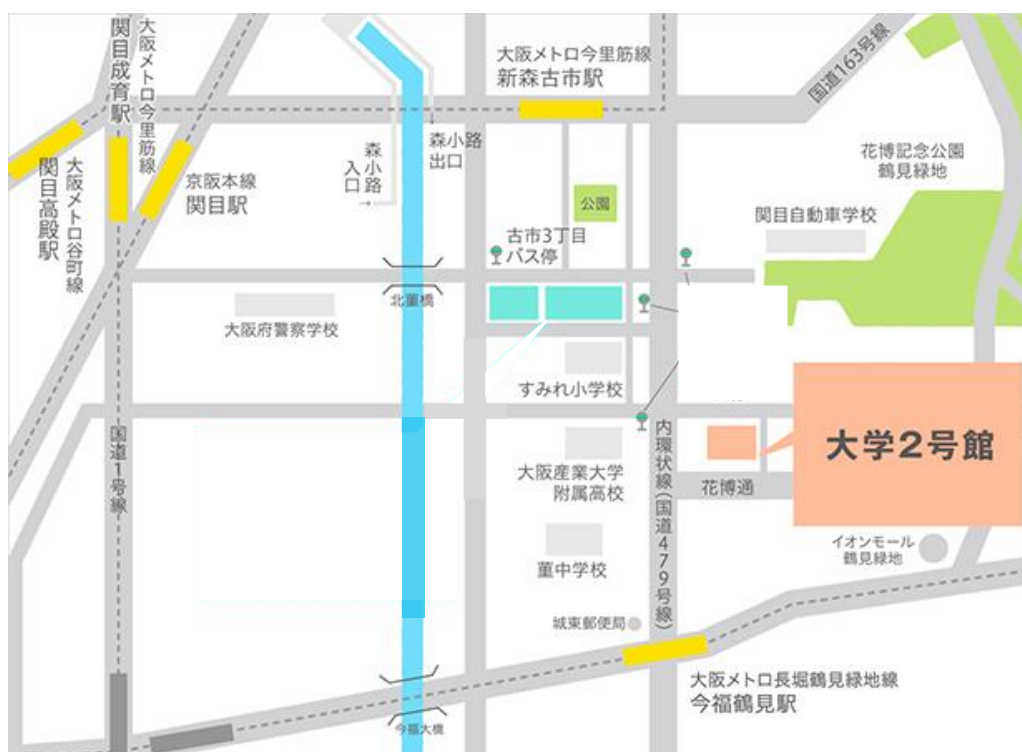 大阪メトロ今里筋線
関目成育駅
大阪メトロ谷町線
関目高殿駅
京阪本線
関目駅
森小路
入口
森小路
出口
大阪メトロ今里筋線
新森古市駅
国道163号線
花博記念公園
鶴見緑地
公園
関目自動車学校
古市3丁目
バス停
北菫橋
大阪府警察学校
すみれ小学校
国道1号線
内環状線(国道479号線)
大学2号館
大阪産業大学
附属高校
花博通
菫中学校
イオンモール
鶴見緑地
城東郵便局
大阪メトロ長堀鶴見緑地線
今福鶴見駅
今福大橋